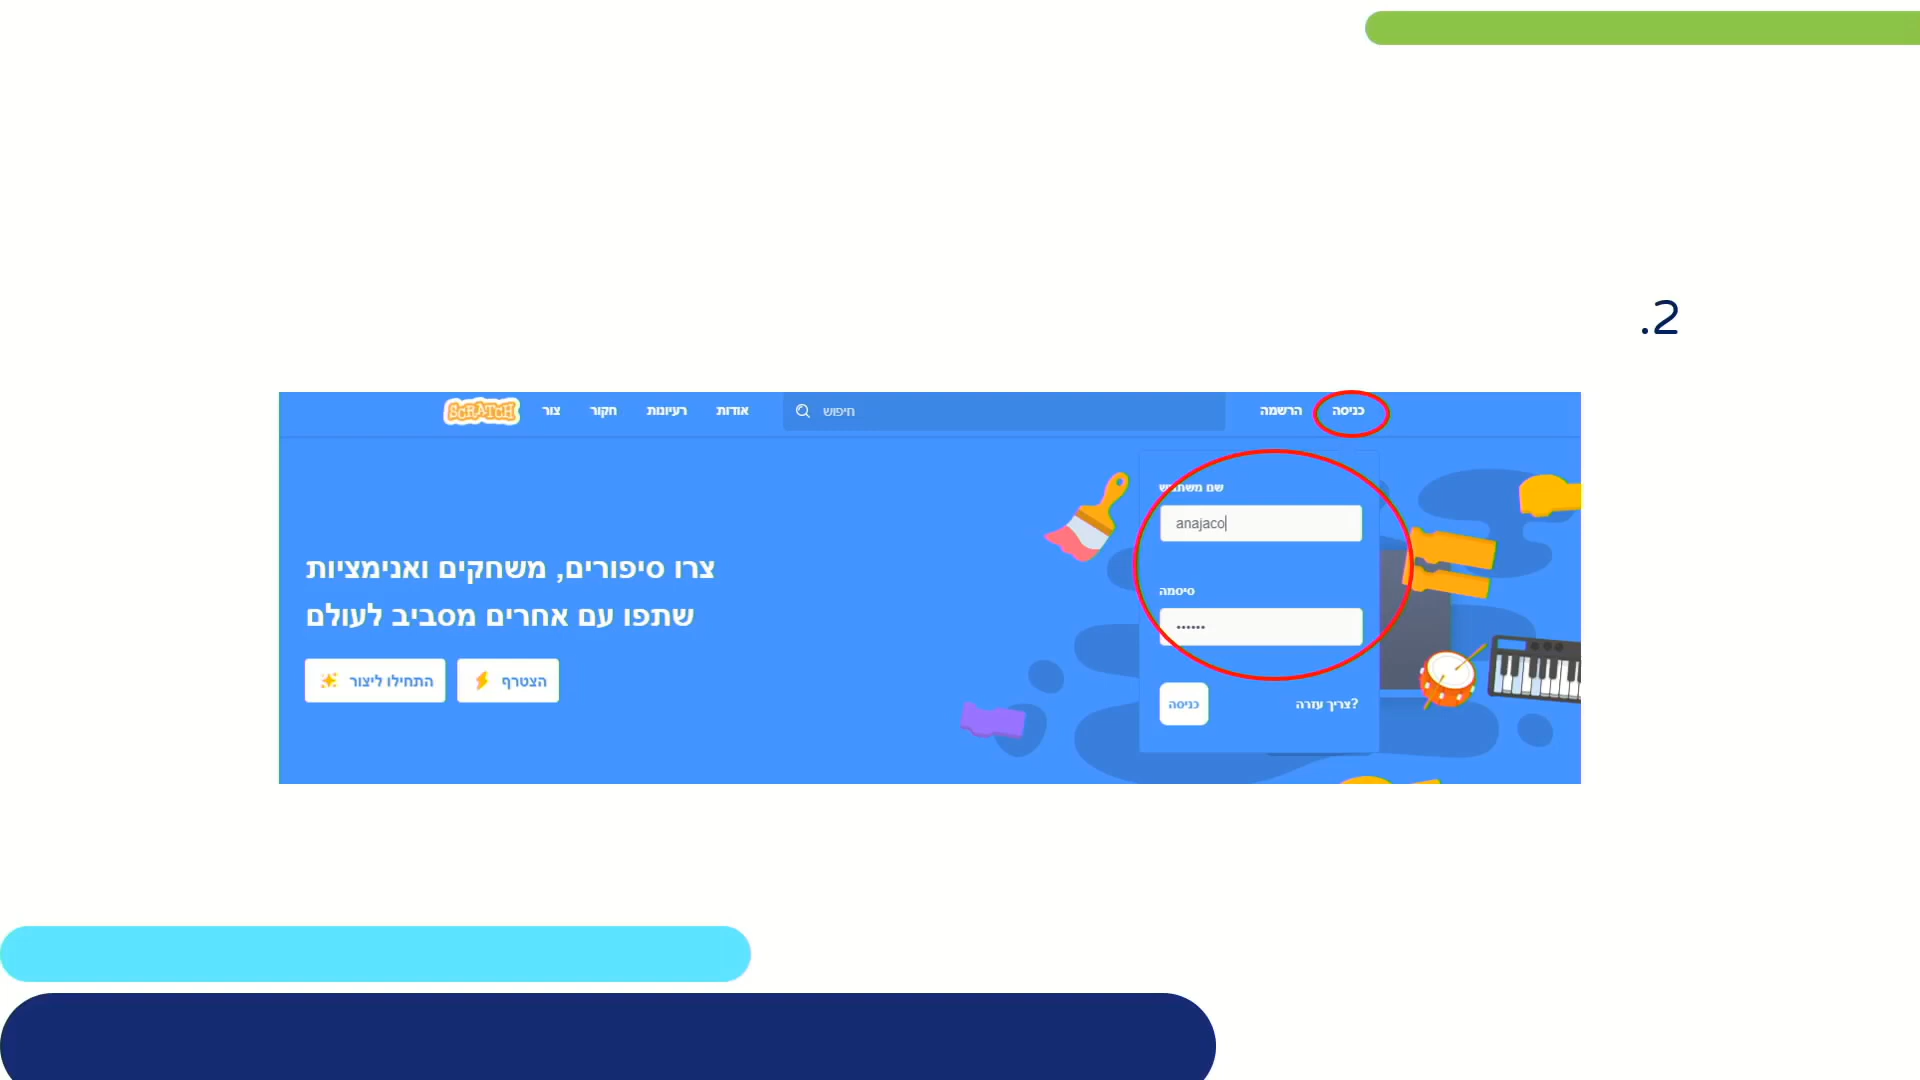 2.
SCRATCH
צור
חקור
רעיונות
אודות
חיפוש
הרשמה
כניסה
שם משתמש
anajaco
סיסמה
••••••
כניסה
צריך עזרה?
צרו סיפורים, משחקים ואנימציות
שתפו עם אחרים מסביב לעולם
התחילו ליצור
הצטרף